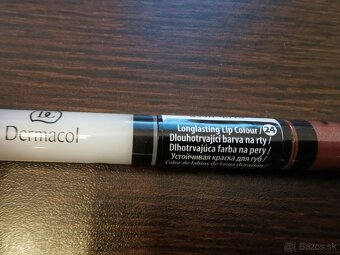 Dermacol
Longlasting Lip Colour /
24
Dlouhotrvající barva na rty /
Dlhotrvajúca farba na pery /
Устойчивая краска для губ /
Color de labios de larga duración /
bazos.sk